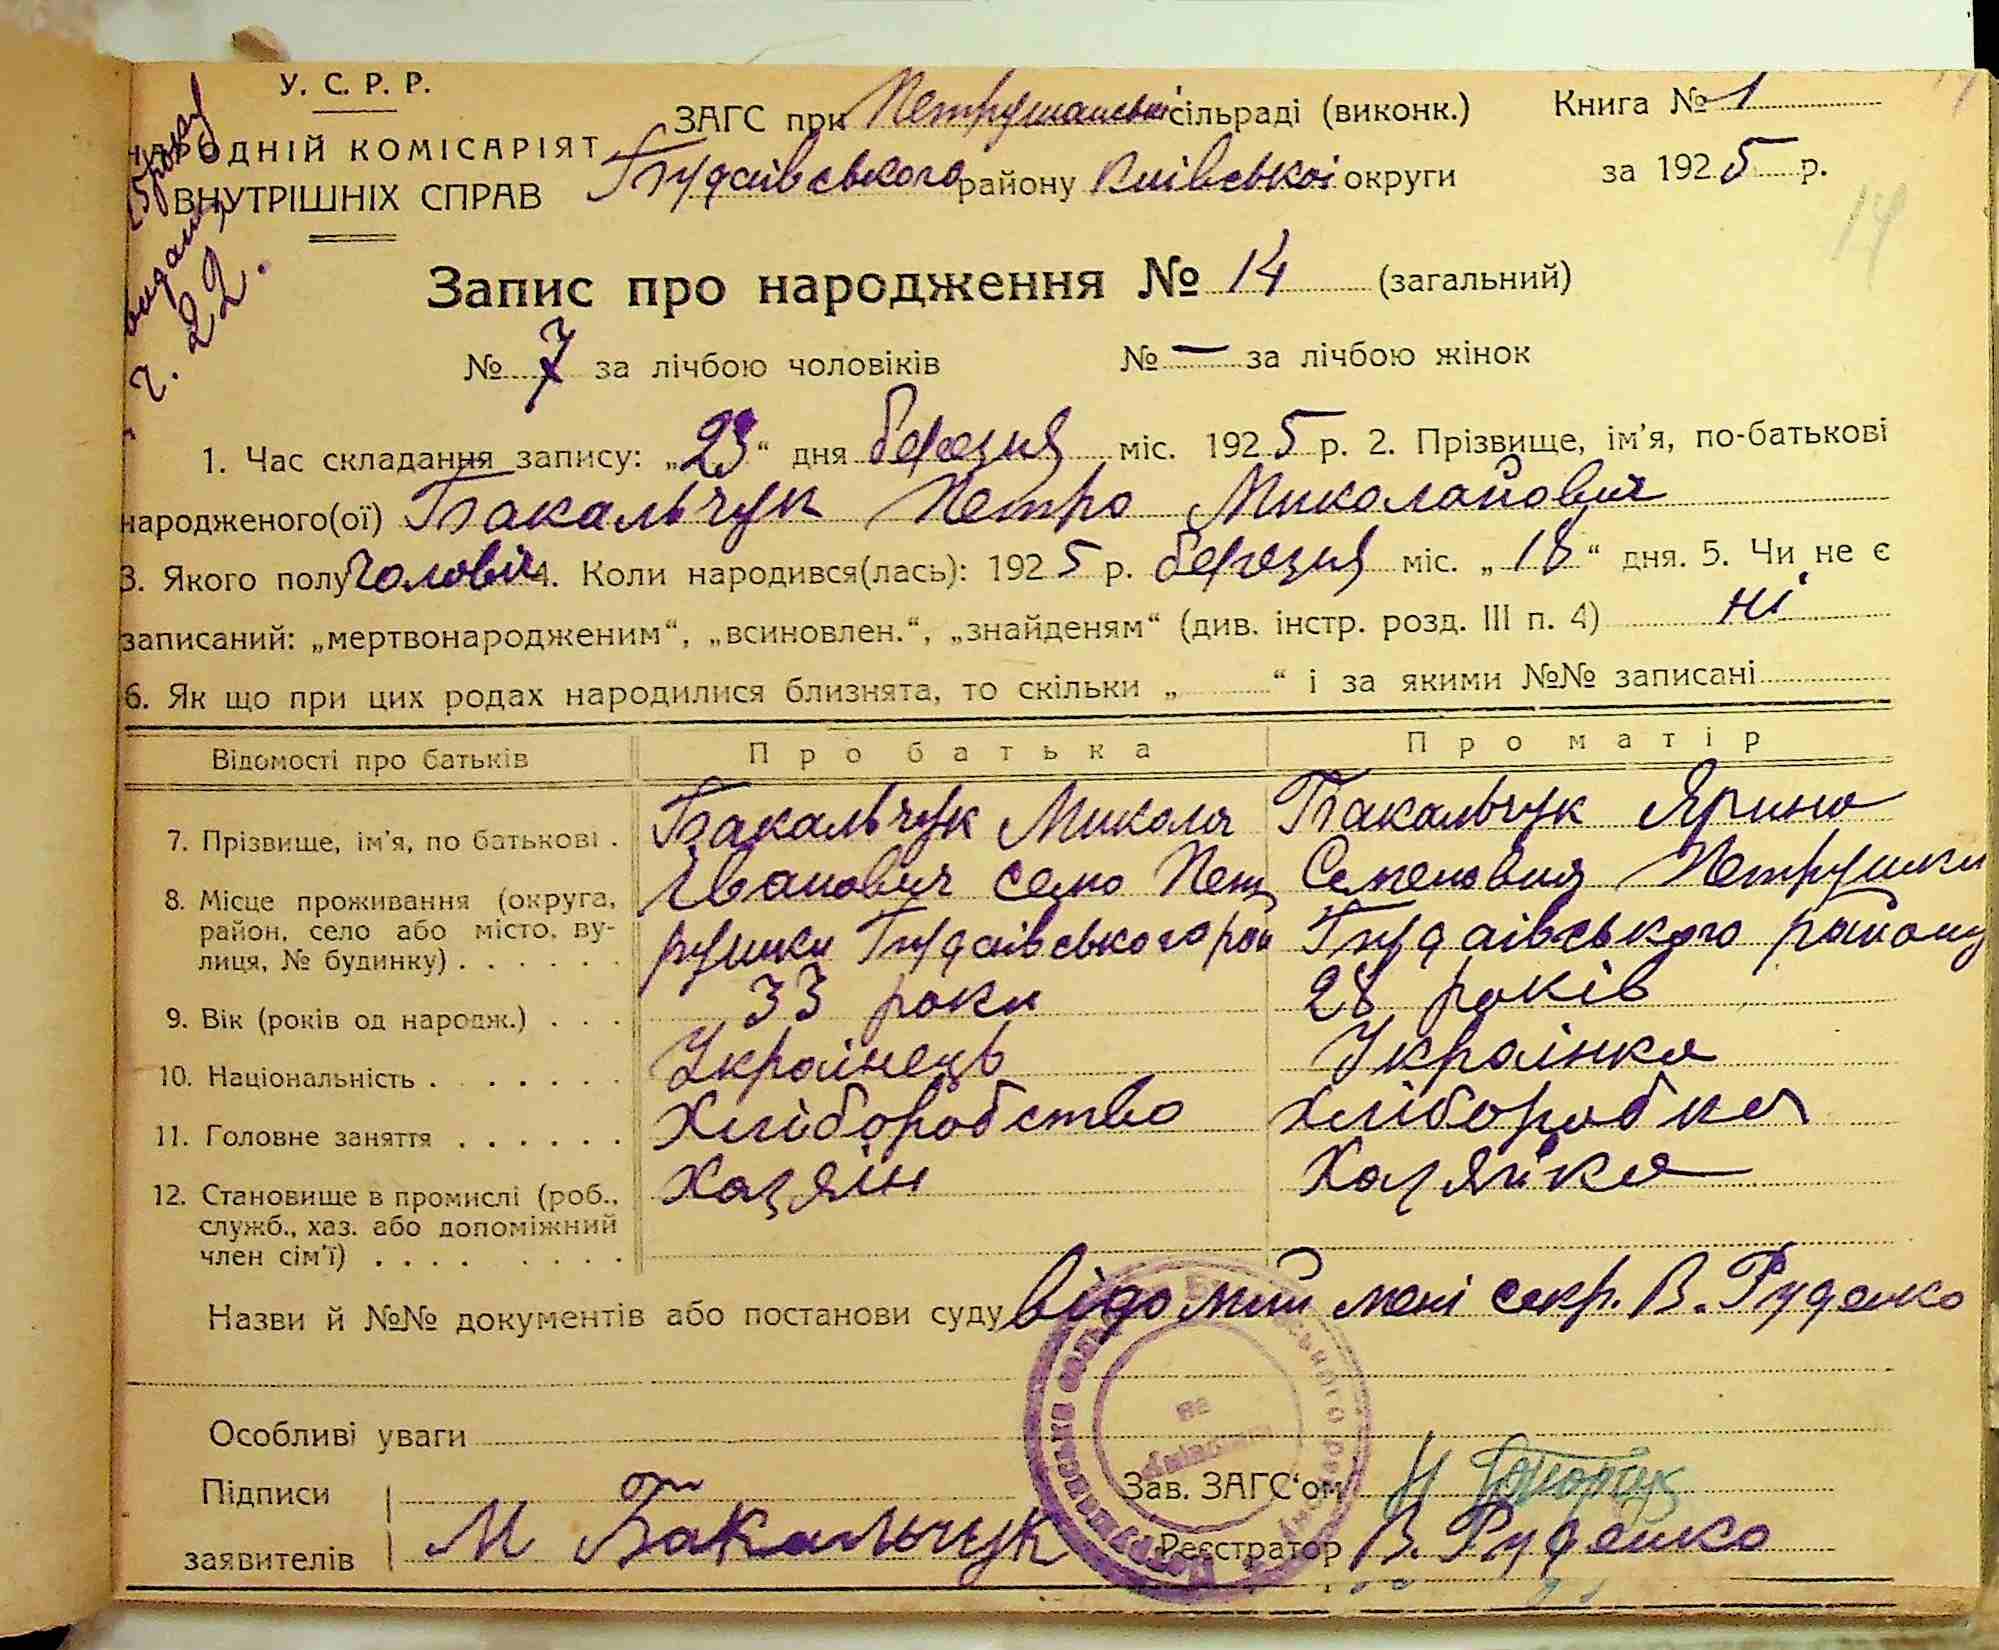 У. С. Р. Р.
НАРОДНІЙ КОМІСАРІЯТ
ВНУТРІШНІХ СПРАВ
ЗАГС при Петрушанській сільраді (виконк.)
Будаівського району Київської округи
Книга № 1
за 1925 р.
14
видано
ч. 22.
Запис про народження № 14 (загальний)
№ 7 за лічбою чоловіків № — за лічбою жінок
1. Час складання запису: „23“ дня березня міс. 1925 р. 2. Прізвище, ім'я, по-батькові
народженого(ої) Бакальчук Петро Миколайович
3. Якого полу чоловіч 4. Коли народився(лась): 1925 р. березня міс. „18“ дня. 5. Чи не є
записаний: „мертвонародженим“, „всиновлен.“, „знайденям“ (див. інстр. розд. III п. 4) ні
6. Як що при цих родах народилися близнята, то скільки „ “ і за якими №№ записані
Відомості про батьків Про батька Про матір
7. Прізвище, ім'я, по батькові . Бакальчук Микола Бакальчук Ярина
8. Місце проживання (округа, район, село або місто, вулиця, № будинку) . . . . . . Іванович село Петрушки Будаівського рай Семеновня Петрушки Будаівського району
9. Вік (років од народж.) . . . 33 роки 28 років
10. Національність . . . . . . . Українець Українка
11. Головне заняття . . . . . . Хліборобство хліборобка
12. Становище в промислі (роб., служб., хаз. або допоміжний член сім'ї) . . . . . . . . Хазяїн Хазяйка
Назви й №№ документів або постанови суду відомий мені секр. В. Руденко
Особливі уваги
Підписи
заявителів М Бакальчук
Зав. ЗАГС‘ом
Реєстратор В. Руденко